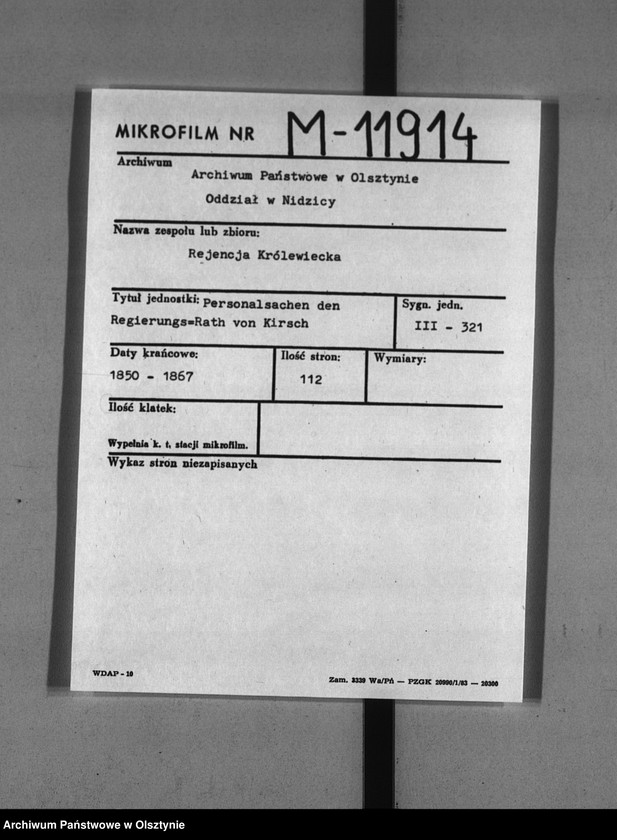 MIKROFILM NR M-11914
Archiwum
Archiwum Państwowe w Olsztynie
Oddział w Nidzicy
Nazwa zespołu lub zbioru:
Rejencja Królewiecka
Tytuł jednostki: Personalsachen den
Regierungs=Rath von Kirsch
Sygn. jedn.
III - 321
Daty krańcowe:
1850 - 1867
Ilość stron:
112
Wymiary:
Ilość klatek:
Wypełnia k. t. stacji mikrofilm.
Wykaz stron niezapisanych
WDAP - 10
Zam. 3339 Wa/Pń — PZGK 20990/1/83 — 20300
Archiwum Państwowe w Olsztynie